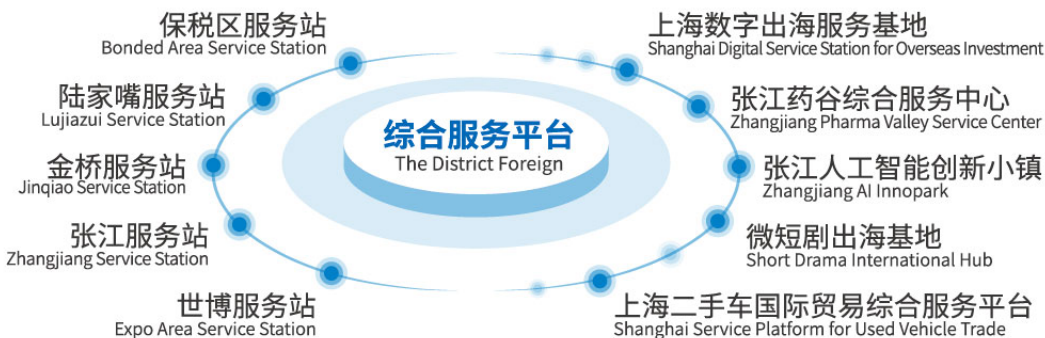 保税区服务站
Bonded Area Service Station
陆家嘴服务站
Lujiazui Service Station
金桥服务站
Jinqiao Service Station
张江服务站
Zhangjiang Service Station
世博服务站
Expo Area Service Station
综合服务平台
The District Foreign
上海数字出海服务基地
Shanghai Digital Service Station for Overseas Investment
张江药谷综合服务中心
Zhangjiang Pharma Valley Service Center
张江人工智能创新小镇
Zhangjiang AI Innopark
微短剧出海基地
Short Drama International Hub
上海二手车国际贸易综合服务平台
Shanghai Service Platform for Used Vehicle Trade